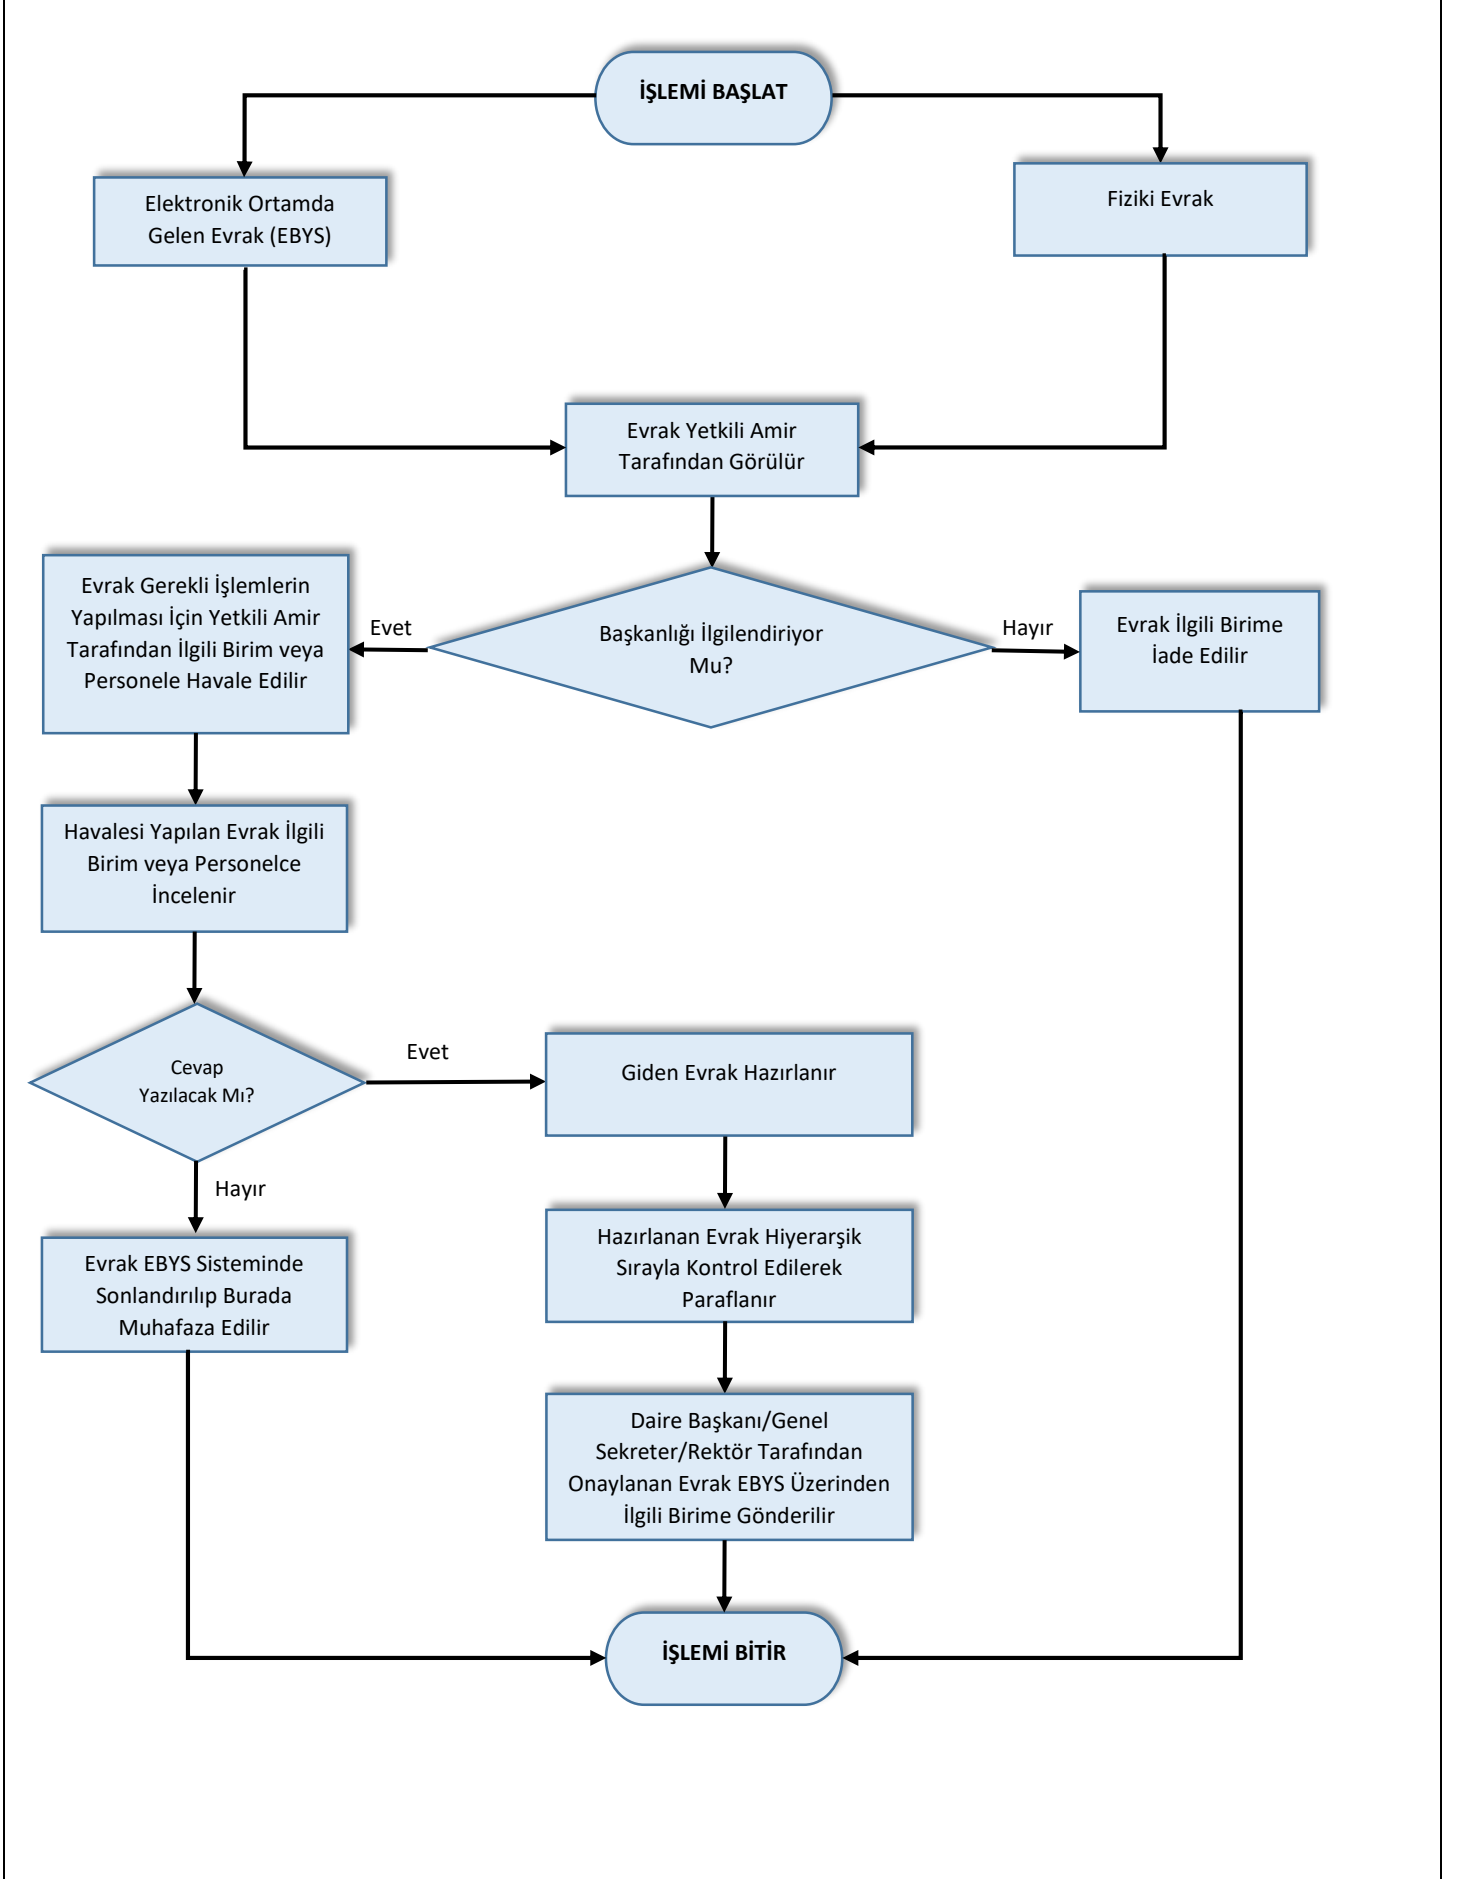 İŞLEMİ BAŞLAT
Elektronik Ortamda
Gelen Evrak (EBYS)
Fiziki Evrak
Evrak Yetkili Amir
Tarafından Görülür
Evrak Gerekli İşlemlerin
Yapılması İçin Yetkili Amir
Tarafından İlgili Birim veya
Personele Havale Edilir
Evet
Başkanlığı İlgilendiriyor
Mu?
Hayır
Evrak İlgili Birime
İade Edilir
Havalesi Yapılan Evrak İlgili
Birim veya Personelce
İncelenir
Cevap
Yazılacak Mı?
Evet
Giden Evrak Hazırlanır
Hayır
Evrak EBYS Sisteminde
Sonlandırılıp Burada
Muhafaza Edilir
Hazırlanan Evrak Hiyerarşik
Sırayla Kontrol Edilerek
Paraflanır
Daire Başkanı/Genel
Sekreter/Rektör Tarafından
Onaylanan Evrak EBYS Üzerinden
İlgili Birime Gönderilir
İŞLEMİ BİTİR